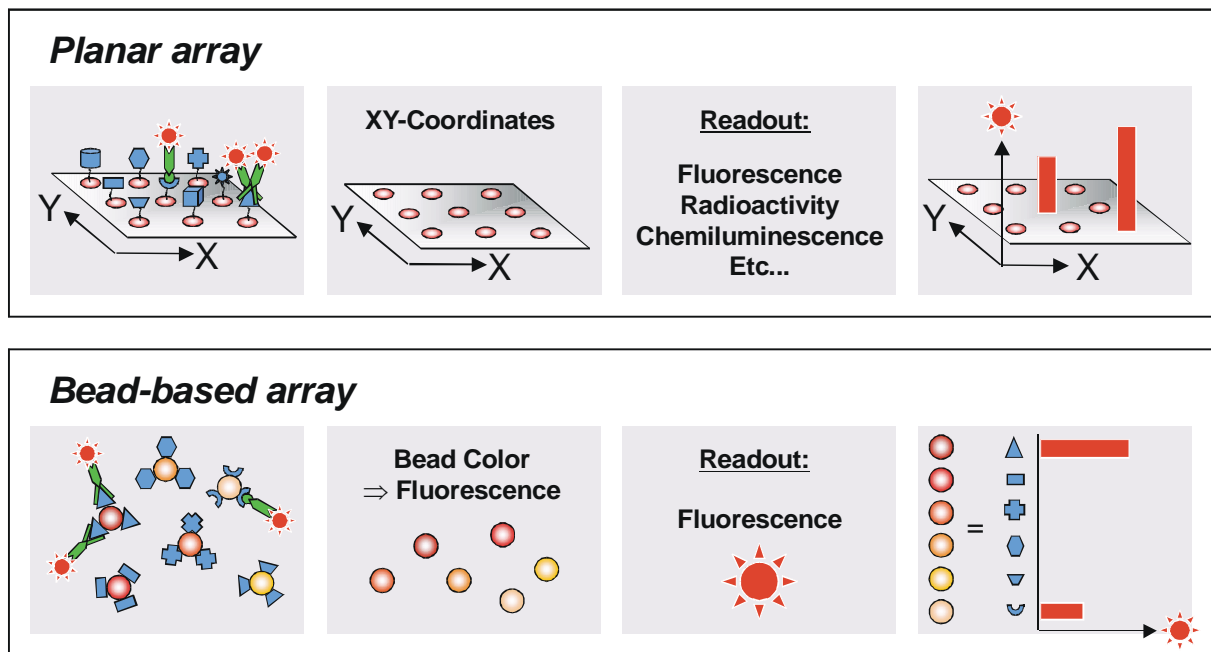 Planar array
Y
X
XY-Coordinates
Y
X
Readout:
Fluorescence
Radioactivity
Chemiluminescence
Etc...
Y
X
Bead-based array
Bead Color
⇒ Fluorescence
Readout:
Fluorescence
=